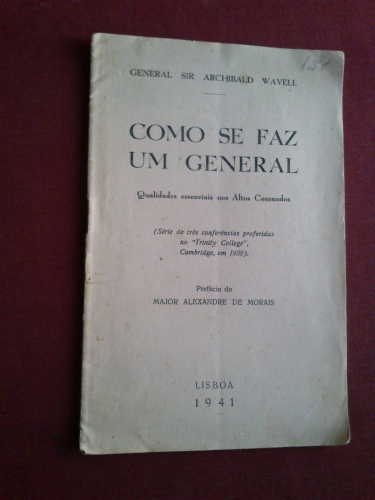 GENERAL SIR ARCHIBALD WAVELL
COMO SE FAZ
UM GENERAL
Qualidades essenciais nos Altos Comandos
(Série de três conferências proferidas
no "Trinity College",
Cambridge, em 1939).
Prefácio do
MAJOR ALEXANDRE DE MORAIS
LISBOA
1941